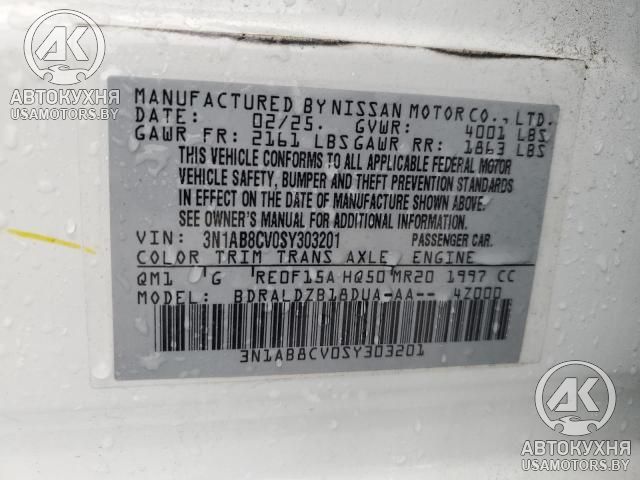 АВТОКУХНЯ
USAMOTORS.BY
MANUFACTURED BY NISSAN MOTOR CO., LTD.
DATE: 02/25. GVWR: 4001 LBS
GAWR FR: 2161 LBS GAWR RR: 1863 LBS
THIS VEHICLE CONFORMS TO ALL APPLICABLE FEDERAL MOTOR
VEHICLE SAFETY, BUMPER AND THEFT PREVENTION STANDARDS
IN EFFECT ON THE DATE OF MANUFACTURE SHOWN ABOVE.
SEE OWNER'S MANUAL FOR ADDITIONAL INFORMATION.
VIN: 3N1AB8CV0SY303201 PASSENGER CAR.
COLOR TRIM TRANS AXLE ENGINE
QM1 G RE0F15A HQ50 MR20 1997 CC
MODEL: BDRALDZB18DUA-AA-- 4Z000
3N1AB8CV0SY303201
AK
АВТОКУХНЯ
USAMOTORS.BY